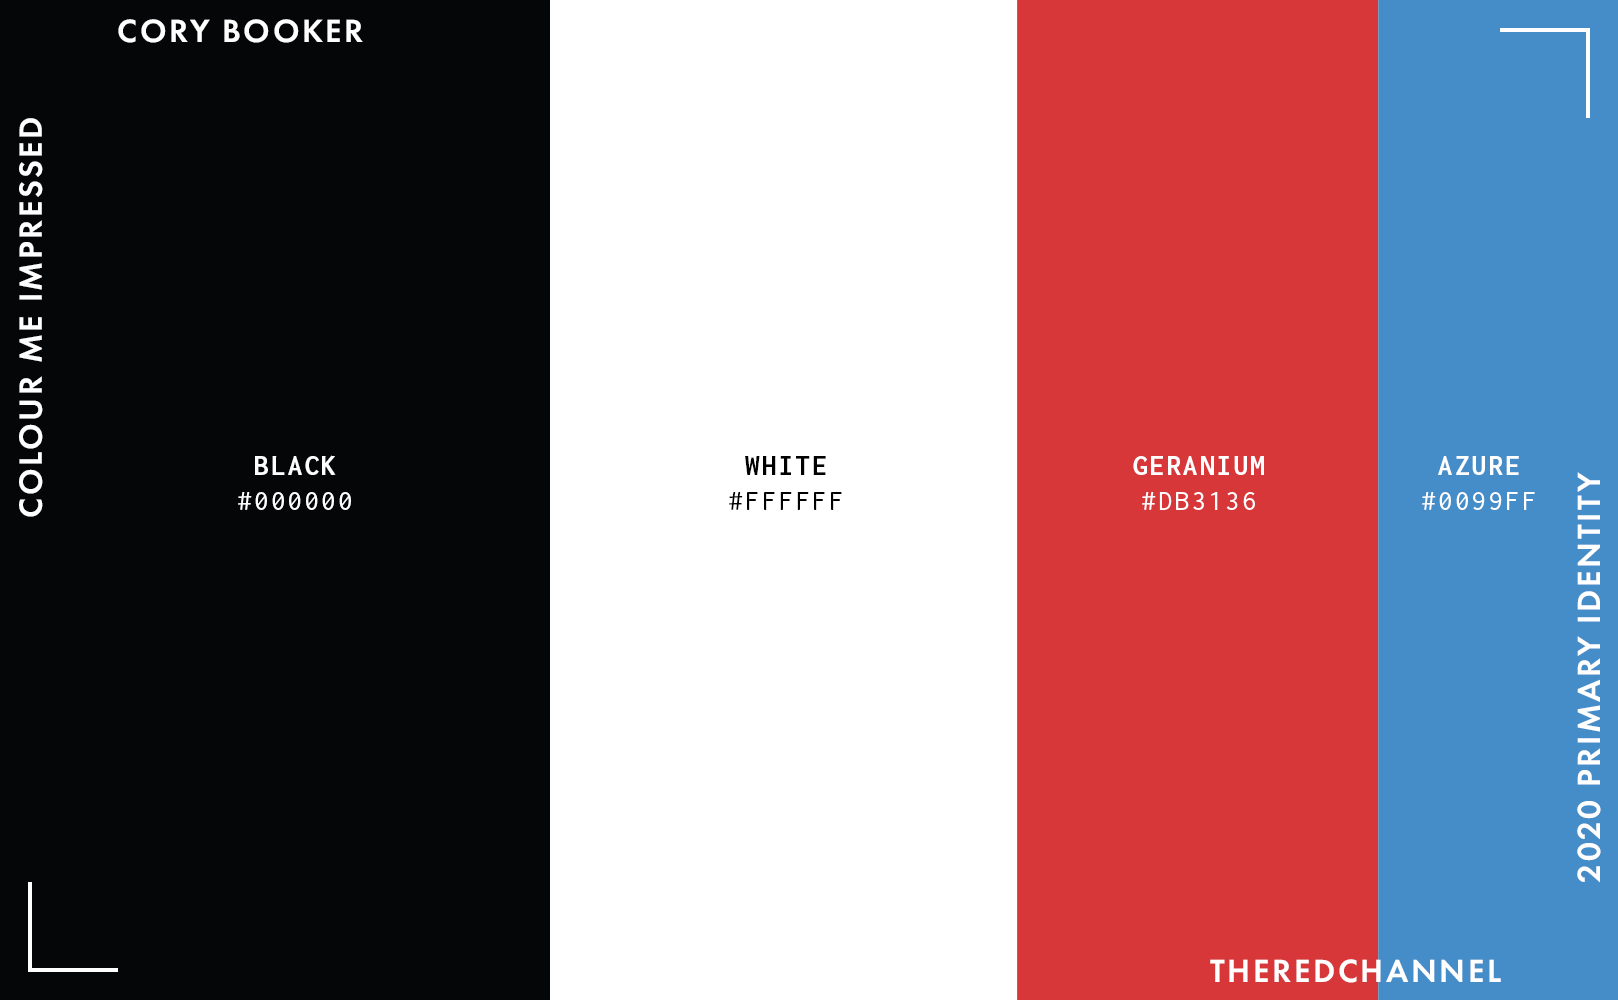 CORY BOOKER
COLOUR ME IMPRESSED
BLACK
#000000
WHITE
#FFFFFF
GERANIUM
#DB3136
AZURE
#0099FF
2020 PRIMARY IDENTITY
THEREDCHANNEL